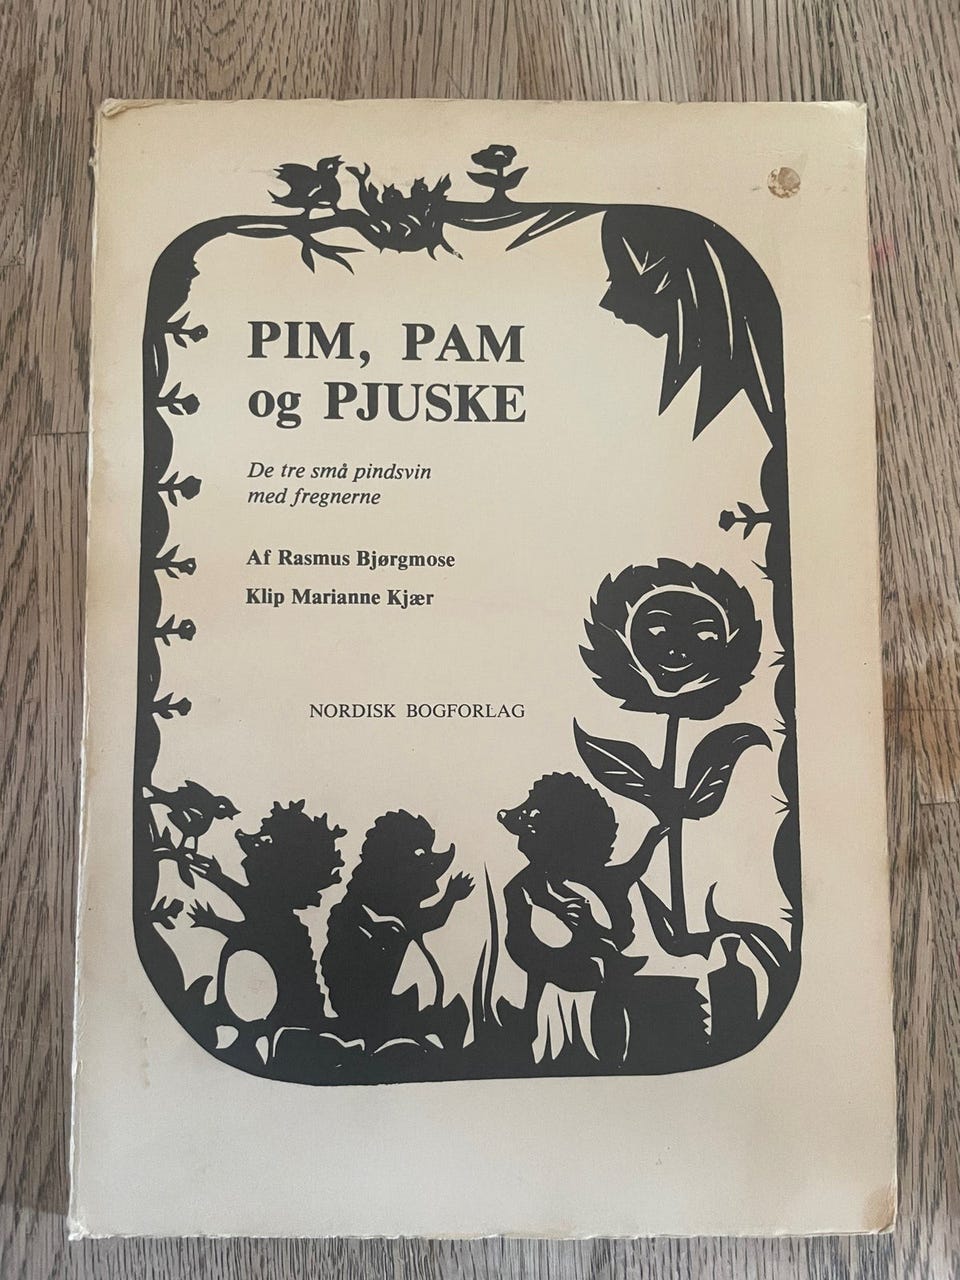 PIM, PAM
og PJUSKE
De tre små pindsvin
med fregnerne
Af Rasmus Bjørgmose
Klip Marianne Kjær
NORDISK BOGFORLAG